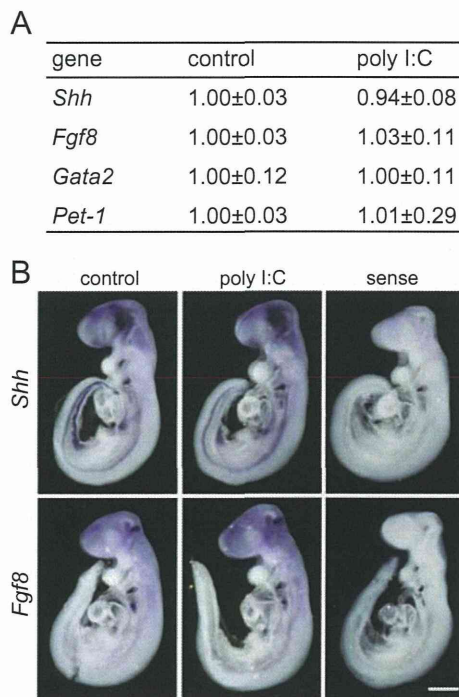 A
gene control poly I:C
Shh 1.00±0.03 0.94±0.08
Fgf8 1.00±0.03 1.03±0.11
Gata2 1.00±0.12 1.00±0.11
Pet-1 1.00±0.03 1.01±0.29
B
control poly I:C sense
Shh
Fgf8